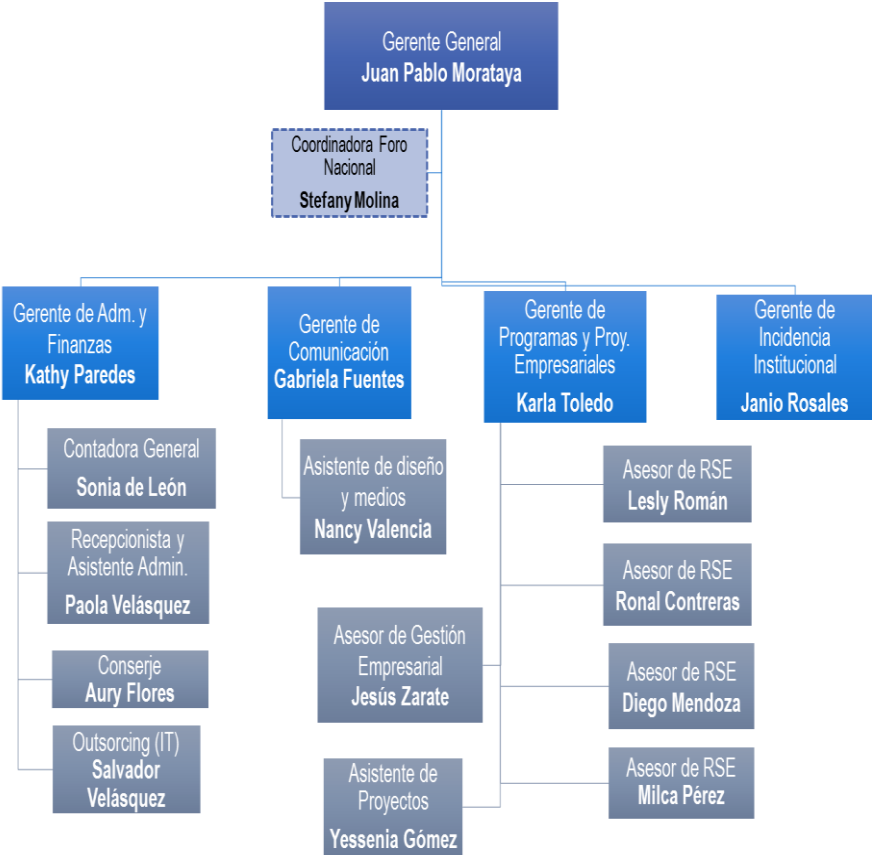 Gerente General
Juan Pablo Morataya
Coordinadora Foro
Nacional
Stefany Molina
Gerente de Adm. y
Finanzas
Kathy Paredes
Gerente de
Comunicación
Gabriela Fuentes
Gerente de
Programas y Proy.
Empresariales
Karla Toledo
Gerente de
Incidencia
Institucional
Janio Rosales
Contadora General
Sonia de León
Recepcionista y
Asistente Admin.
Paola Velásquez
Conserje
Aury Flores
Outsorcing (IT)
Salvador
Velásquez
Asistente de diseño
y medios
Nancy Valencia
Asesor de Gestión
Empresarial
Jesús Zarate
Asistente de
Proyectos
Yessenia Gómez
Asesor de RSE
Lesly Román
Asesor de RSE
Ronal Contreras
Asesor de RSE
Diego Mendoza
Asesor de RSE
Milca Pérez